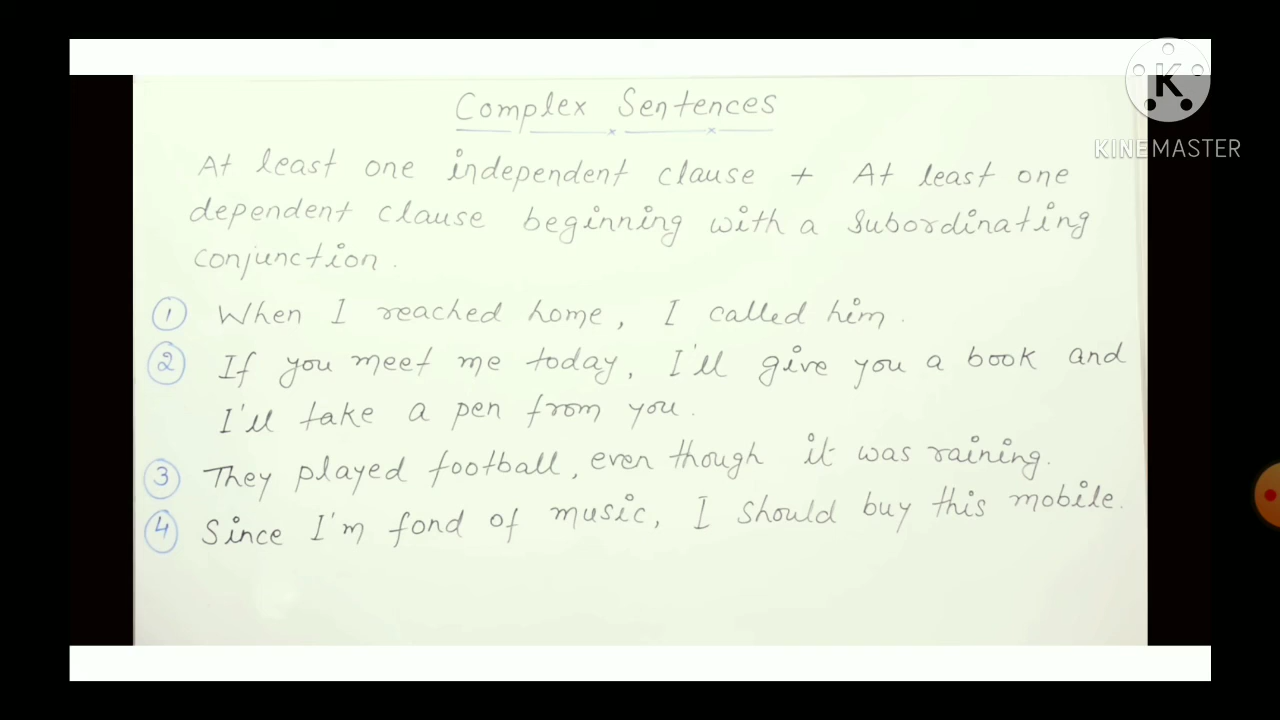 Complex Sentences
At least one independent clause + At least one
dependent clause beginning with a subordinating
conjunction.
1 When I reached home, I called him.
2 If you meet me today, I'll give you a book and
I'll take a pen from you.
3 They played football, even though it was raining.
4 Since I'm fond of music, I should buy this mobile.
K
KINEMASTER